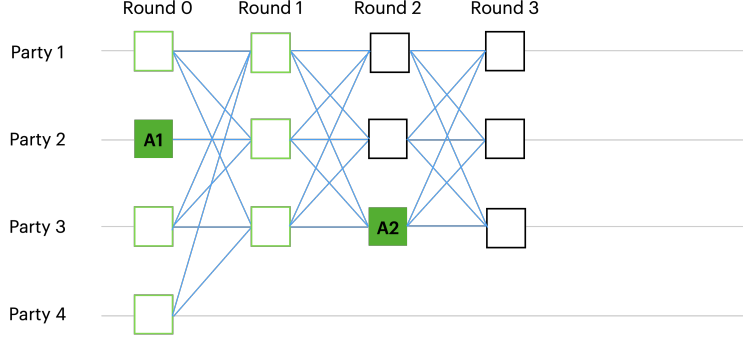 Round 0 Round 1 Round 2 Round 3
Party 1
Party 2 A1
Party 3 A2
Party 4